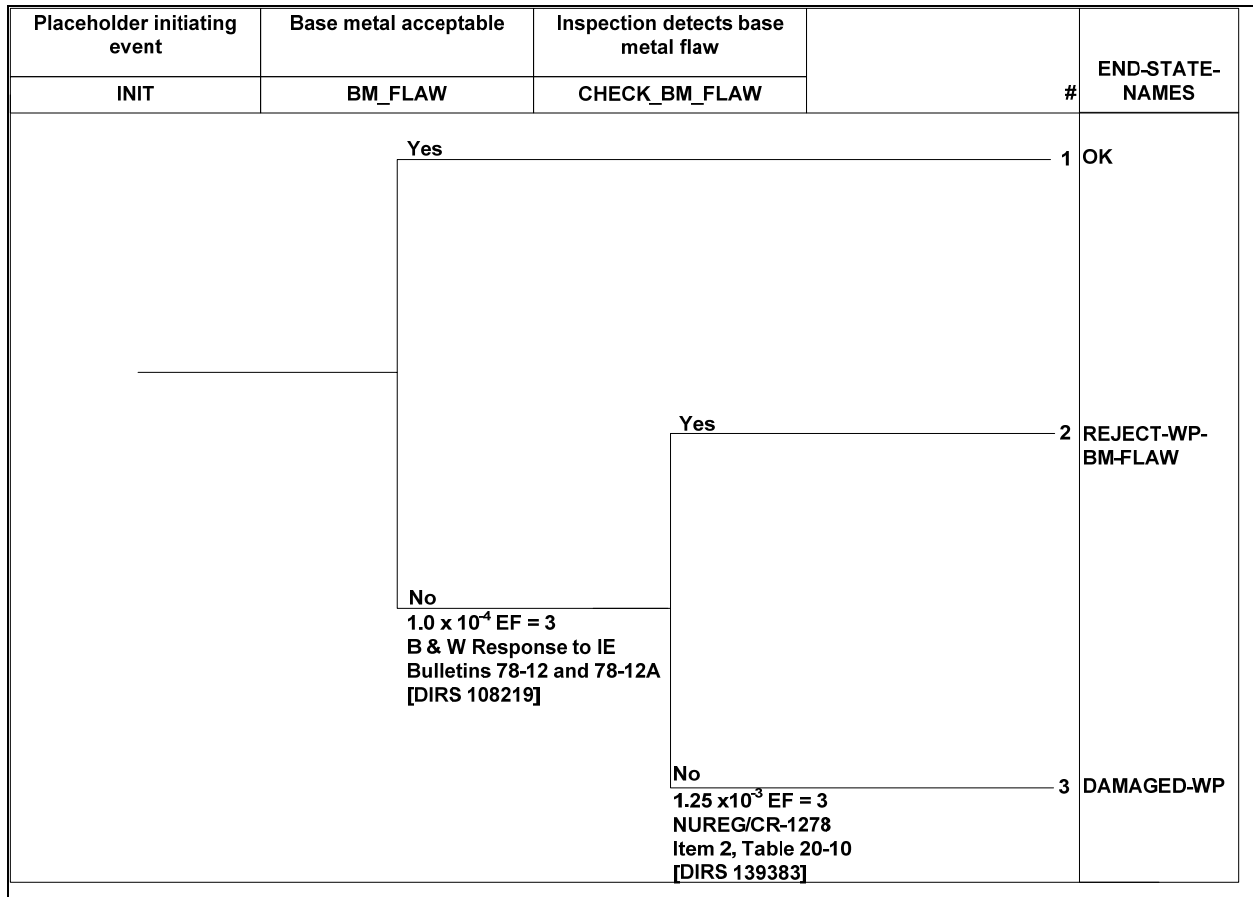 Placeholder initiating
event
Base metal acceptable
Inspection detects base
metal flaw
END-STATE-
NAMES
INIT
BM_FLAW
CHECK_BM_FLAW
#
Yes
1 OK
Yes
2 REJECT-WP-
BM-FLAW
No
1.0 x 10⁻⁴ EF = 3
B & W Response to IE
Bulletins 78-12 and 78-12A
[DIRS 108219]
No
1.25 x10⁻³ EF = 3
NUREG/CR-1278
Item 2, Table 20-10
[DIRS 139383]
3 DAMAGED-WP